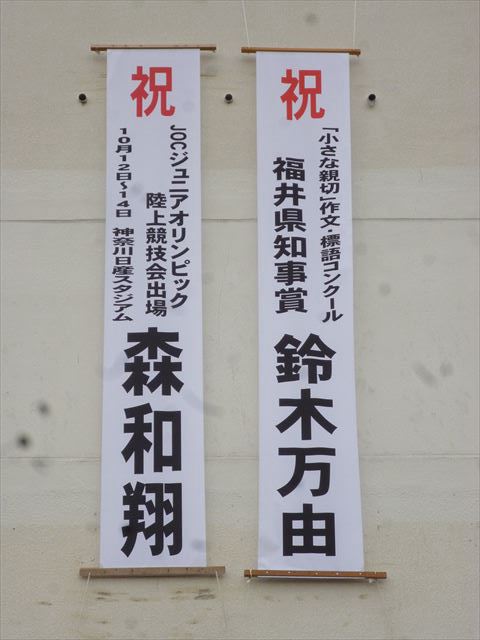 祝
「小さな親切」作文・標語コンクール
福井県知事賞
鈴木万由
祝
JOCジュニアオリンピック
陸上競技会出場
10月12日~14日 神奈川日産スタジアム
森和翔